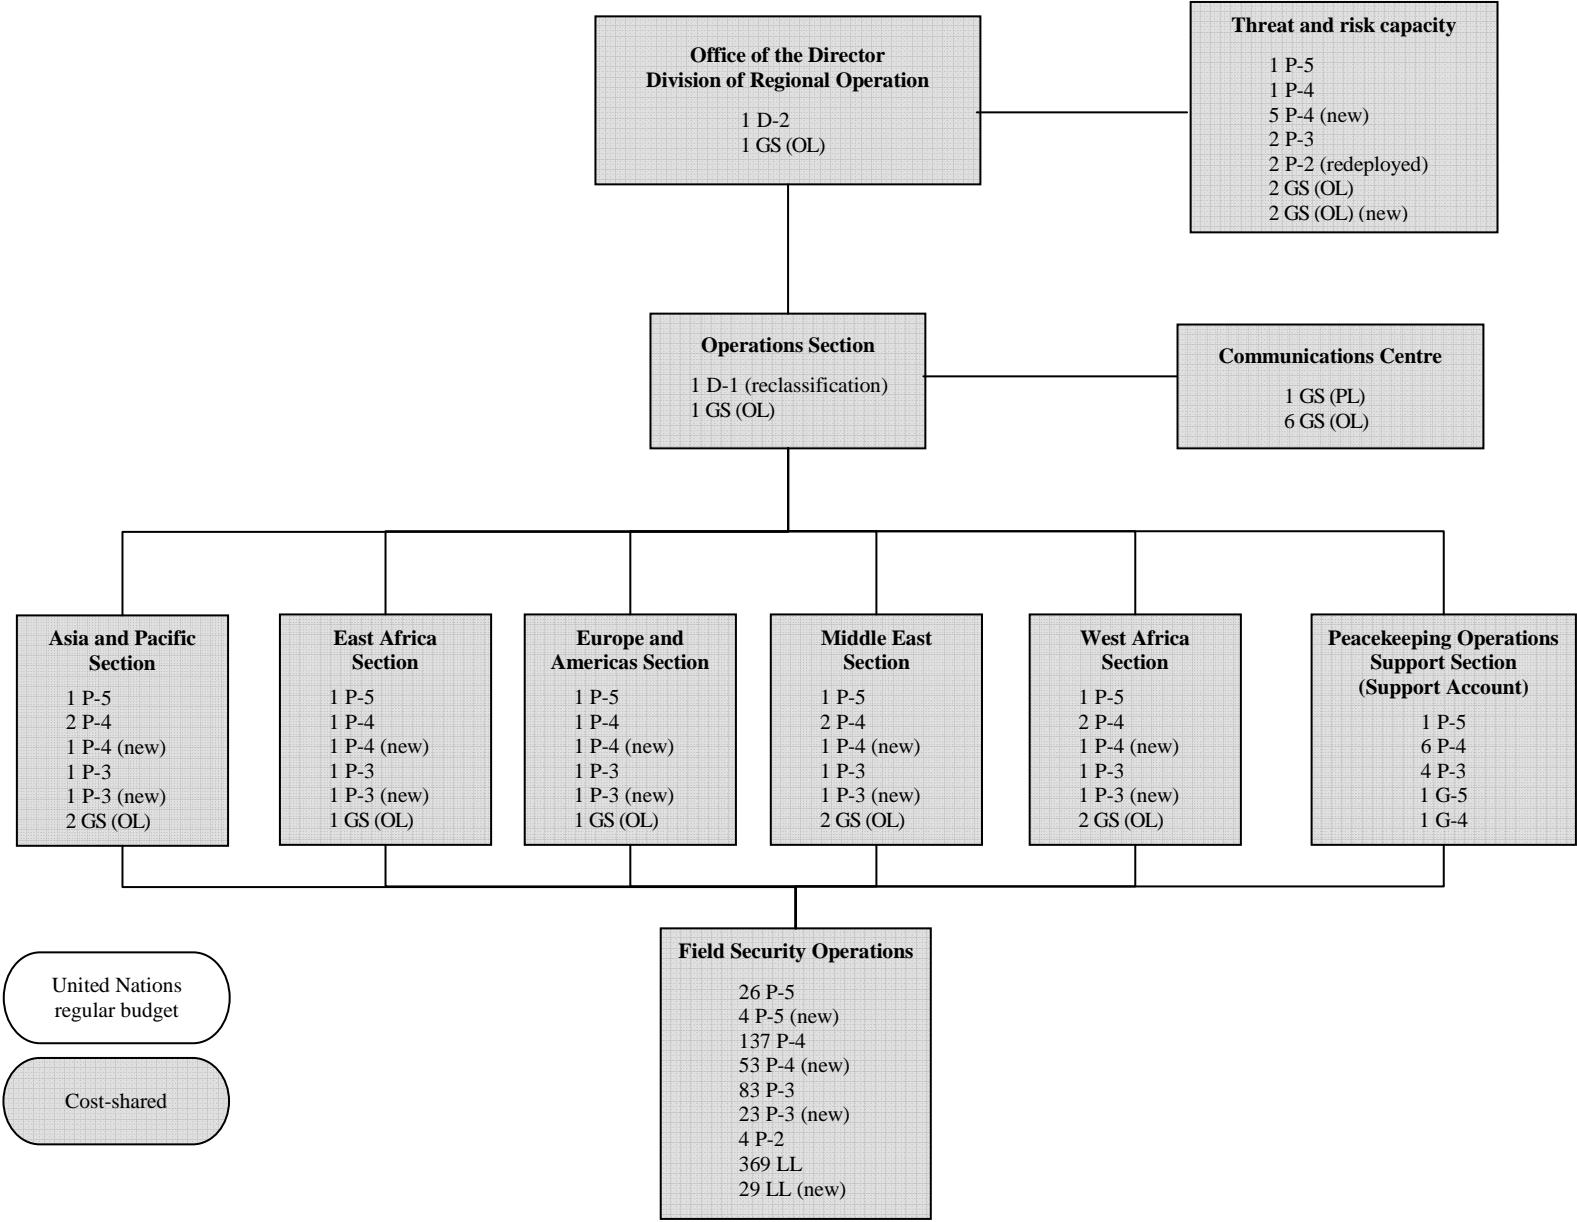 Office of the Director
Division of Regional Operation
1 D-2
1 GS (OL)
Threat and risk capacity
1 P-5
1 P-4
5 P-4 (new)
2 P-3
2 P-2 (redeployed)
2 GS (OL)
2 GS (OL) (new)
Operations Section
1 D-1 (reclassification)
1 GS (OL)
Communications Centre
1 GS (PL)
6 GS (OL)
Asia and Pacific
Section
1 P-5
2 P-4
1 P-4 (new)
1 P-3
1 P-3 (new)
2 GS (OL)
East Africa
Section
1 P-5
1 P-4
1 P-4 (new)
1 P-3
1 P-3 (new)
1 GS (OL)
Europe and
Americas Section
1 P-5
1 P-4
1 P-4 (new)
1 P-3
1 P-3 (new)
1 GS (OL)
Middle East
Section
1 P-5
2 P-4
1 P-4 (new)
1 P-3
1 P-3 (new)
2 GS (OL)
West Africa
Section
1 P-5
2 P-4
1 P-4 (new)
1 P-3
1 P-3 (new)
2 GS (OL)
Peacekeeping Operations
Support Section
(Support Account)
1 P-5
6 P-4
4 P-3
1 G-5
1 G-4
Field Security Operations
26 P-5
4 P-5 (new)
137 P-4
53 P-4 (new)
83 P-3
23 P-3 (new)
4 P-2
369 LL
29 LL (new)
United Nations
regular budget
Cost-shared